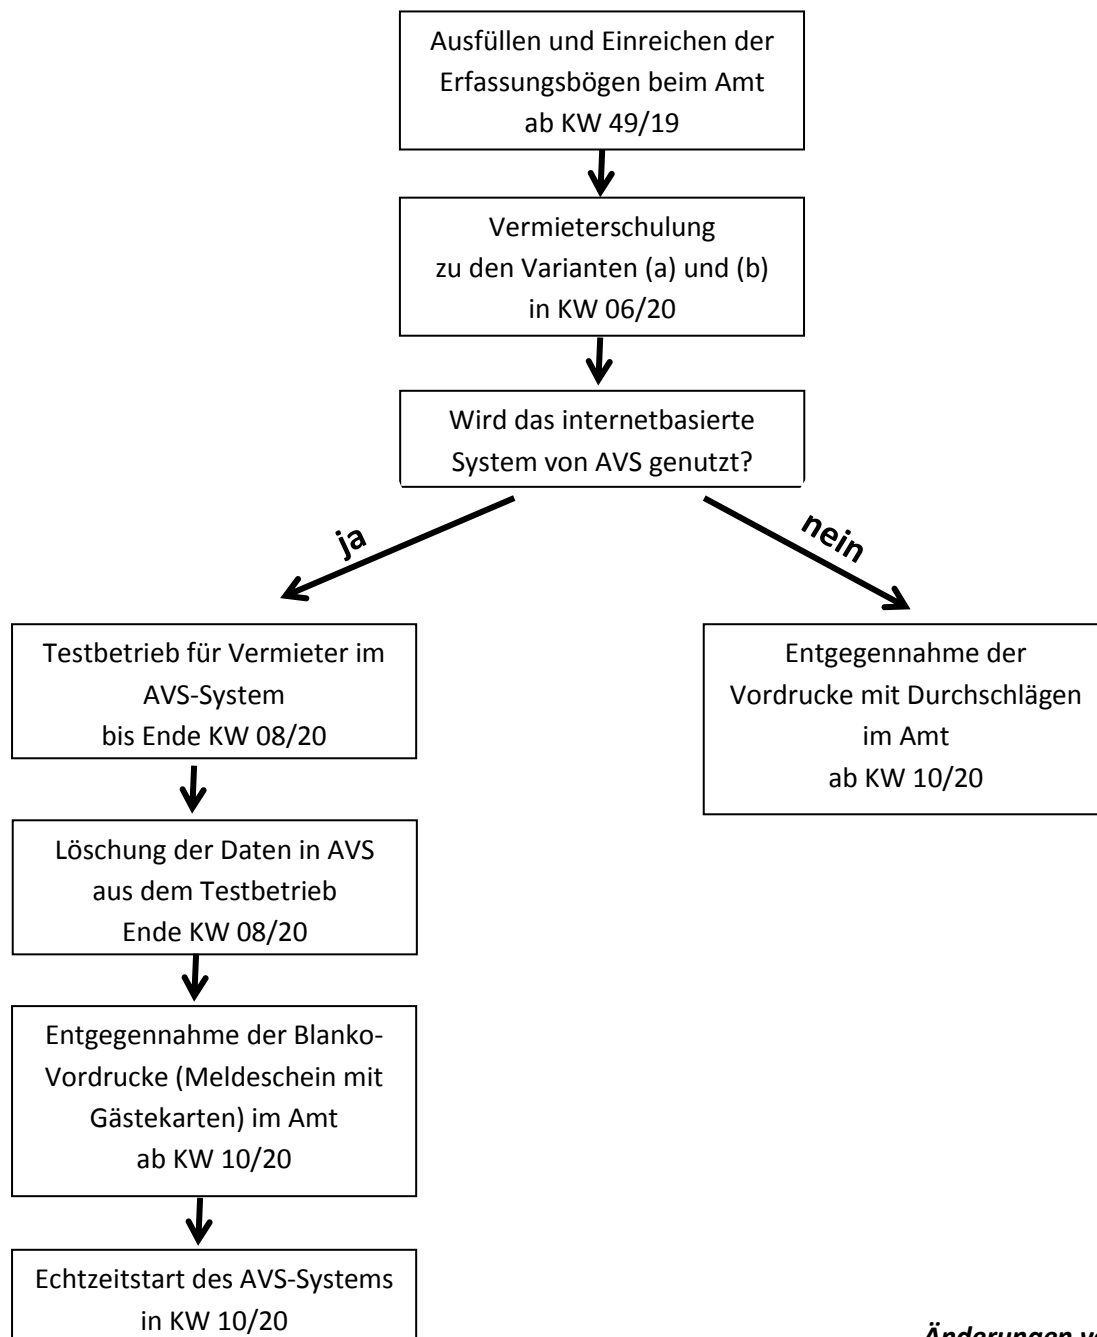 Ausfüllen und Einreichen der
Erfassungsbögen beim Amt
ab KW 49/19
Vermieterschulung
zu den Varianten (a) und (b)
in KW 06/20
Wird das internetbasierte
System von AVS genutzt?
ja
nein
Testbetrieb für Vermieter im
AVS-System
bis Ende KW 08/20
Entgegennahme der
Vordrucke mit Durchschlägen
im Amt
ab KW 10/20
Löschung der Daten in AVS
aus dem Testbetrieb
Ende KW 08/20
Entgegennahme der Blanko-
Vordrucke (Meldeschein mit
Gästekarten) im Amt
ab KW 10/20
Echtzeitstart des AVS-Systems
in KW 10/20
Änderungen